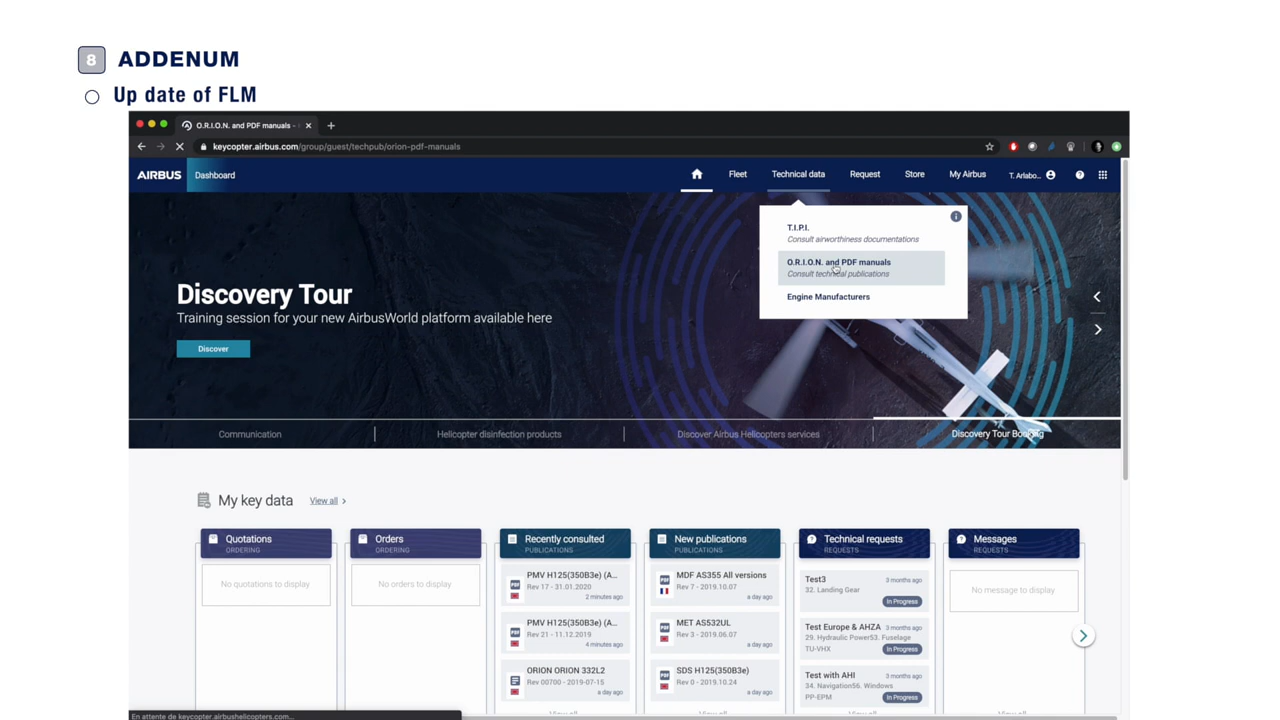 8 ADDENUM
Up date of FLM
O.R.I.O.N. and PDF manuals -
keycopter.airbus.com/group/guest/techpub/orion-pdf-manuals
AIRBUS Dashboard Fleet Technical data Request Store My Airbus T. Arlabo...
T.I.P.I.
Consult airworthiness documentations
O.R.I.O.N. and PDF manuals
Consult technical publications
Engine Manufacturers
Discovery Tour
Training session for your new AirbusWorld platform available here
Discover
Communication Helicopter disinfection products Discover Airbus Helicopters services Discovery Tour Booking
My key data View all
Quotations
ORDERING
No quotations to display
Orders
ORDERING
No orders to display
Recently consulted
PUBLICATIONS
PMV H125(350B3e) (A...
Rev 17 - 31.01.2020
2 minutes ago
PMV H125(350B3e) (A...
Rev 21 - 11.12.2019
4 minutes ago
ORION ORION 332L2
Rev 00700 - 2019-07-15
a day ago
New publications
PUBLICATIONS
MDF AS355 All versions
Rev 7 - 2019.10.07
a day ago
MET AS532UL
Rev 3 - 2019.06.07
a day ago
SDS H125(350B3e)
Rev 0 - 2019.10.24
a day ago
Technical requests
REQUESTS
Test3 3 months ago
32. Landing Gear
In Progress
Test Europe & AHZA 3 months ago
29. Hydraulic Power53. Fuselage
TU-VHX In Progress
Test with AHI 3 months ago
34. Navigation56. Windows
PP-EPM In Progress
Messages
REQUESTS
No message to display
En attente de keycopter.airbushelicopters.com...